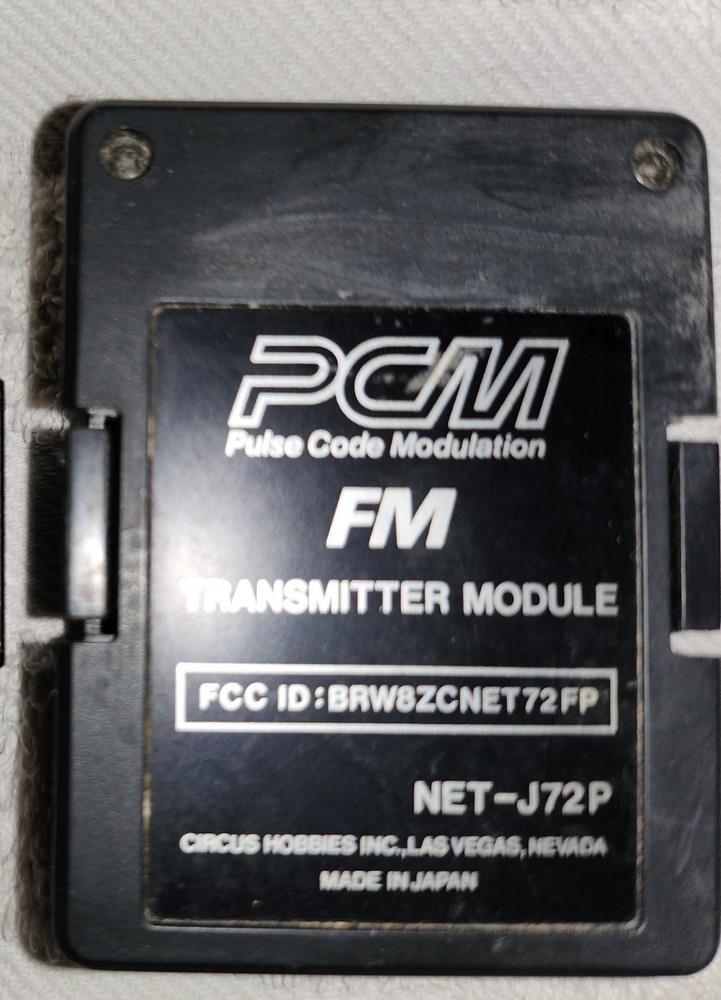 PCM
Pulse Code Modulation
FM
TRANSMITTER MODULE
FCC ID:BRW8ZCNET72FP
NET-J72P
CIRCUS HOBBIES INC.,LAS VEGAS,NEVADA
MADE IN JAPAN